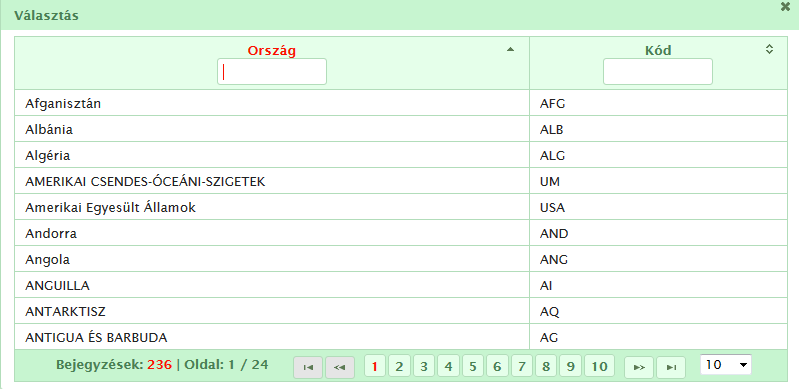 Választás
Ország Kód
Afganisztán AFG
Albánia ALB
Algéria ALG
AMERIKAI CSENDES-ÓCEÁNI-SZIGETEK UM
Amerikai Egyesült Államok USA
Andorra AND
Angola ANG
ANGUILLA AI
ANTARKTISZ AQ
ANTIGUA ÉS BARBUDA AG
Bejegyzések: 236 | Oldal: 1 / 24 1 2 3 4 5 6 7 8 9 10 10